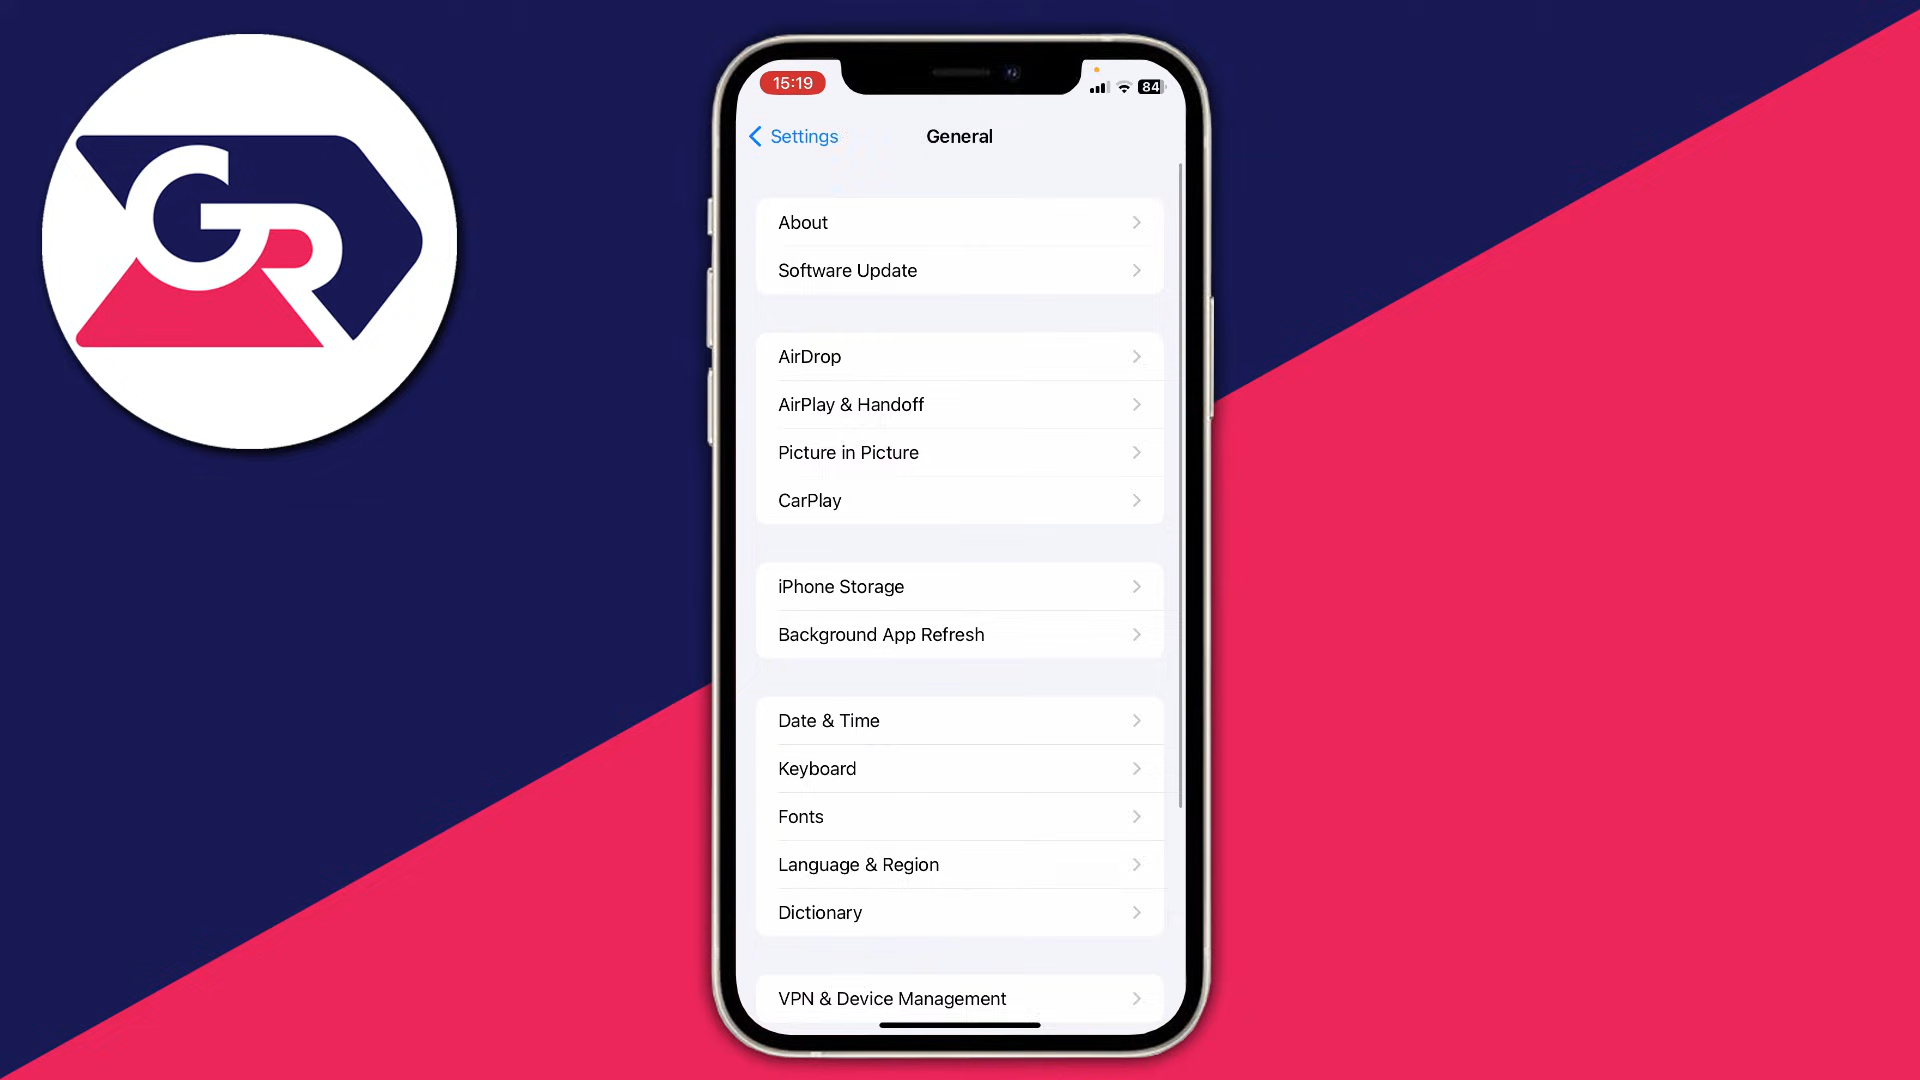 GR
15:19
84
Settings
General
About
Software Update
AirDrop
AirPlay & Handoff
Picture in Picture
CarPlay
iPhone Storage
Background App Refresh
Date & Time
Keyboard
Fonts
Language & Region
Dictionary
VPN & Device Management